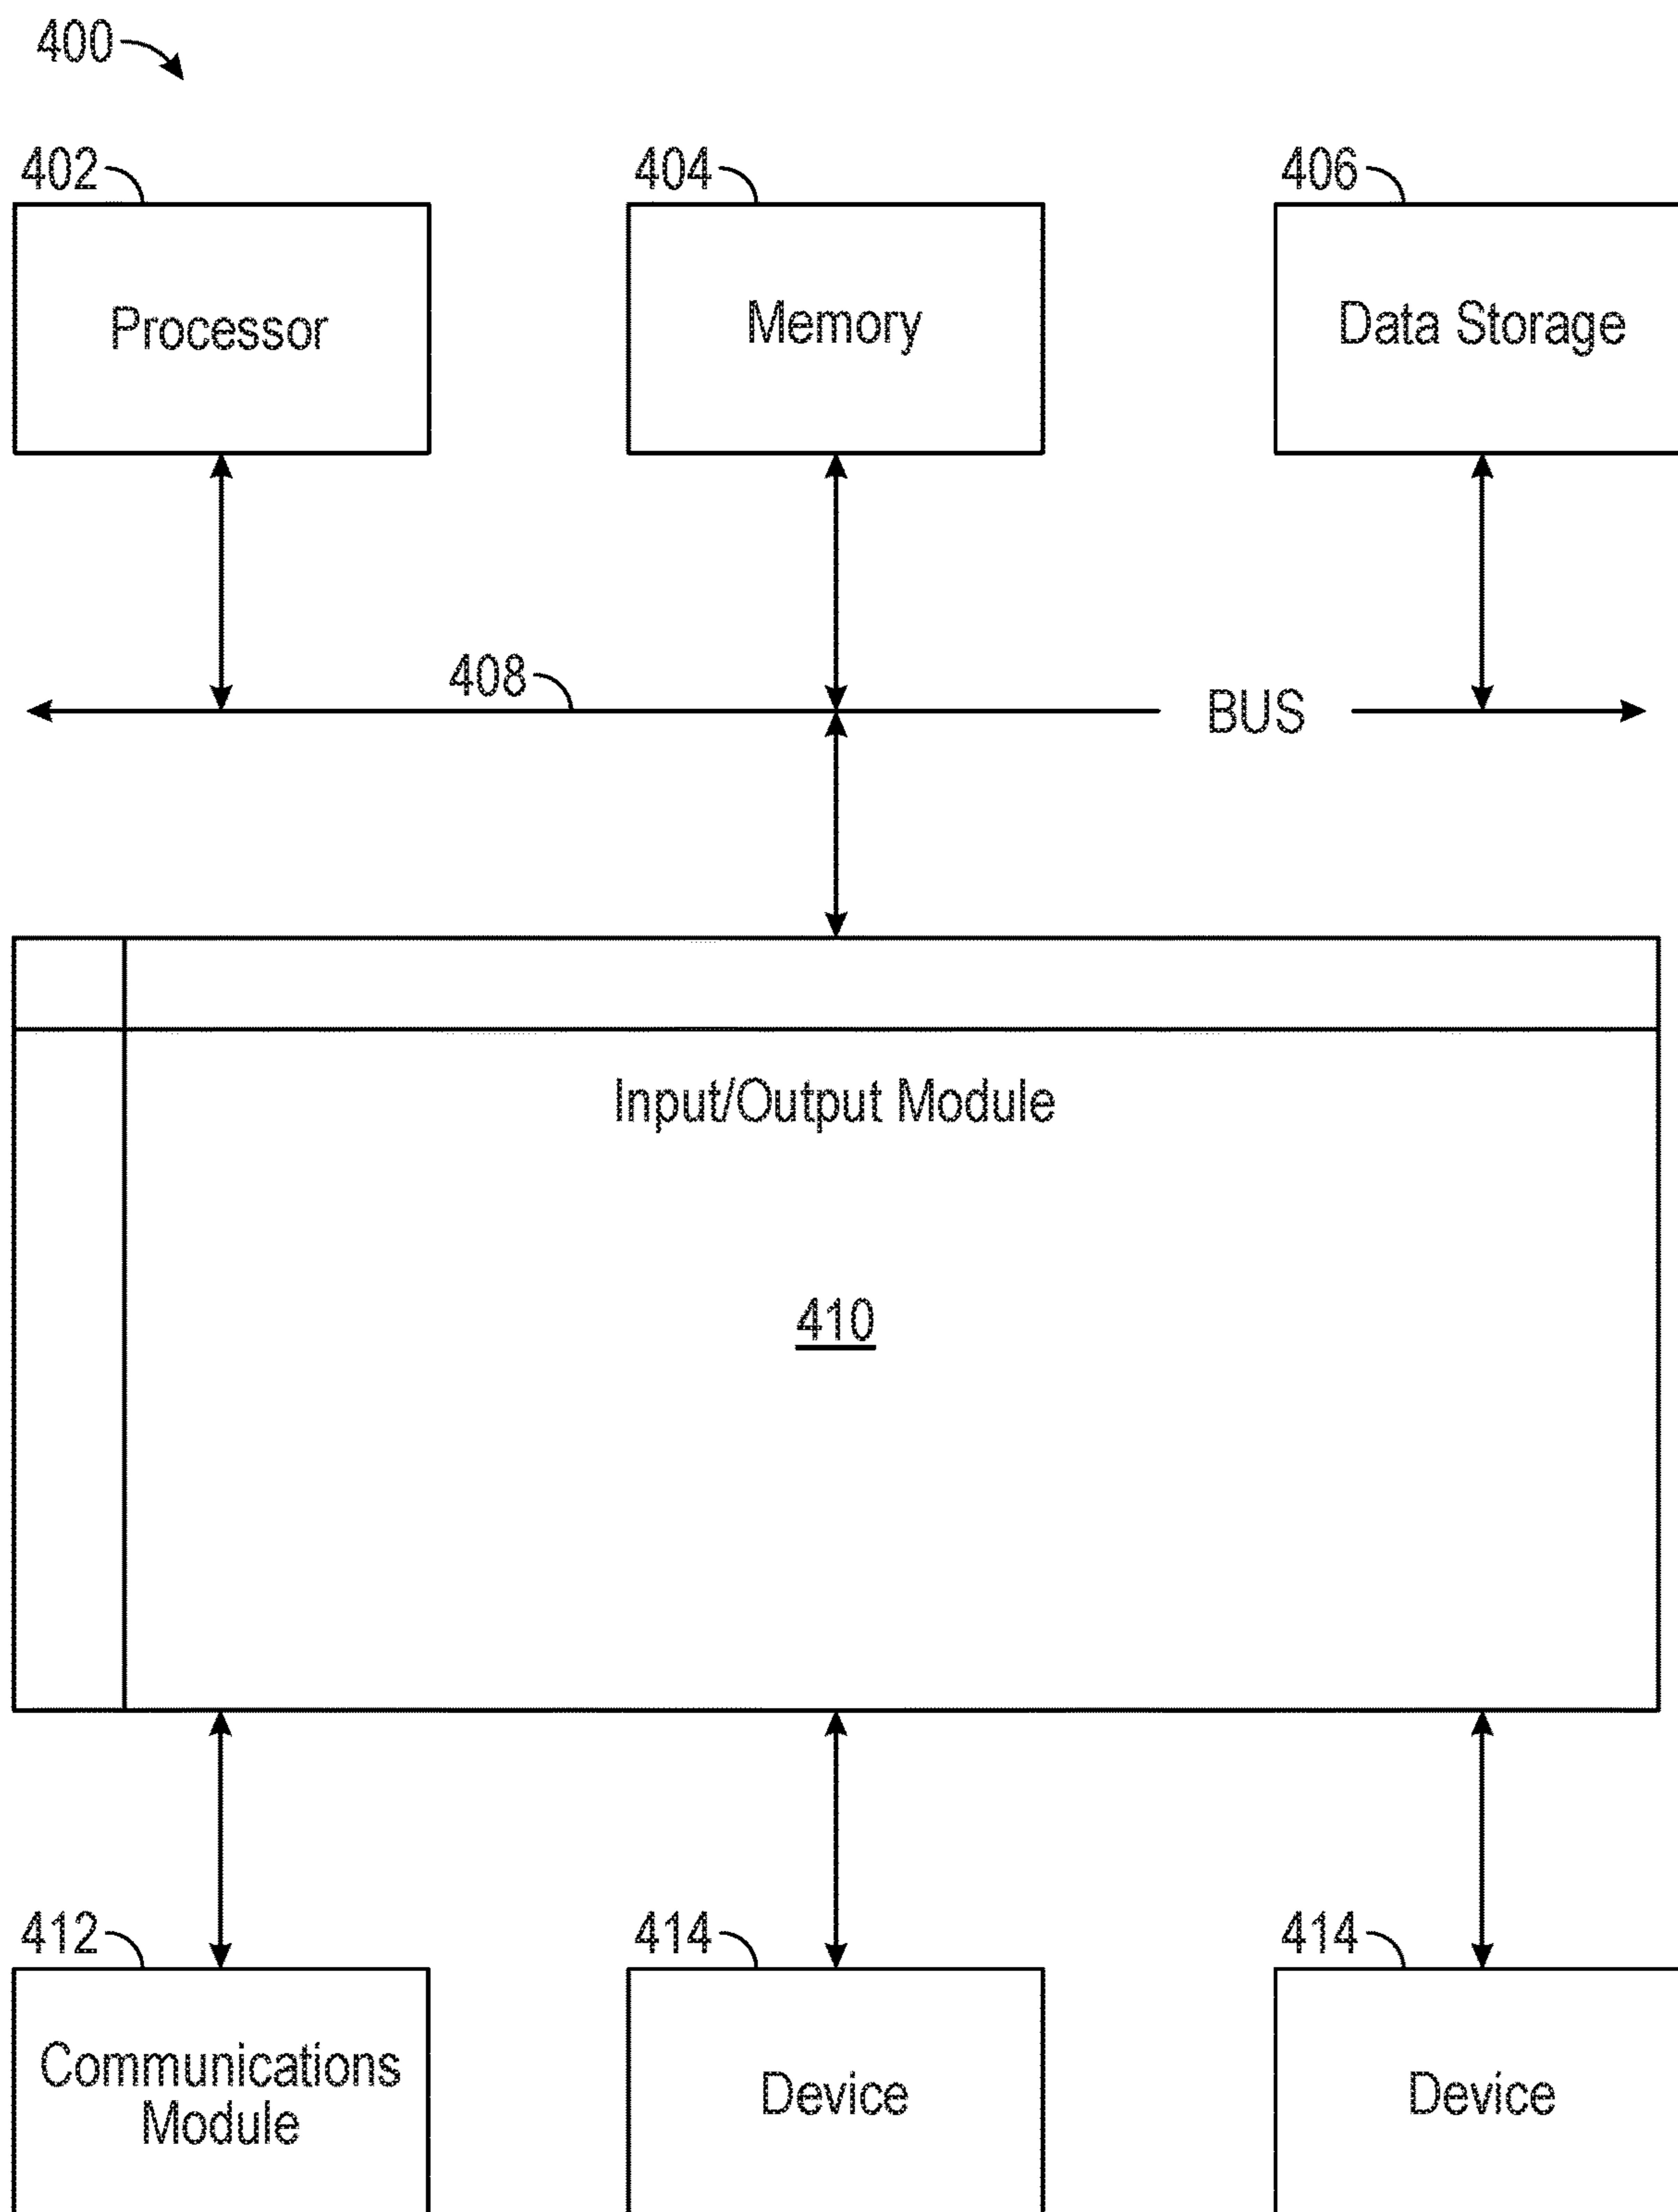 400
402
404
406
Processor
Memory
Data Storage
408
BUS
Input/Output Module
410
412
414
414
Communications
Module
Device
Device